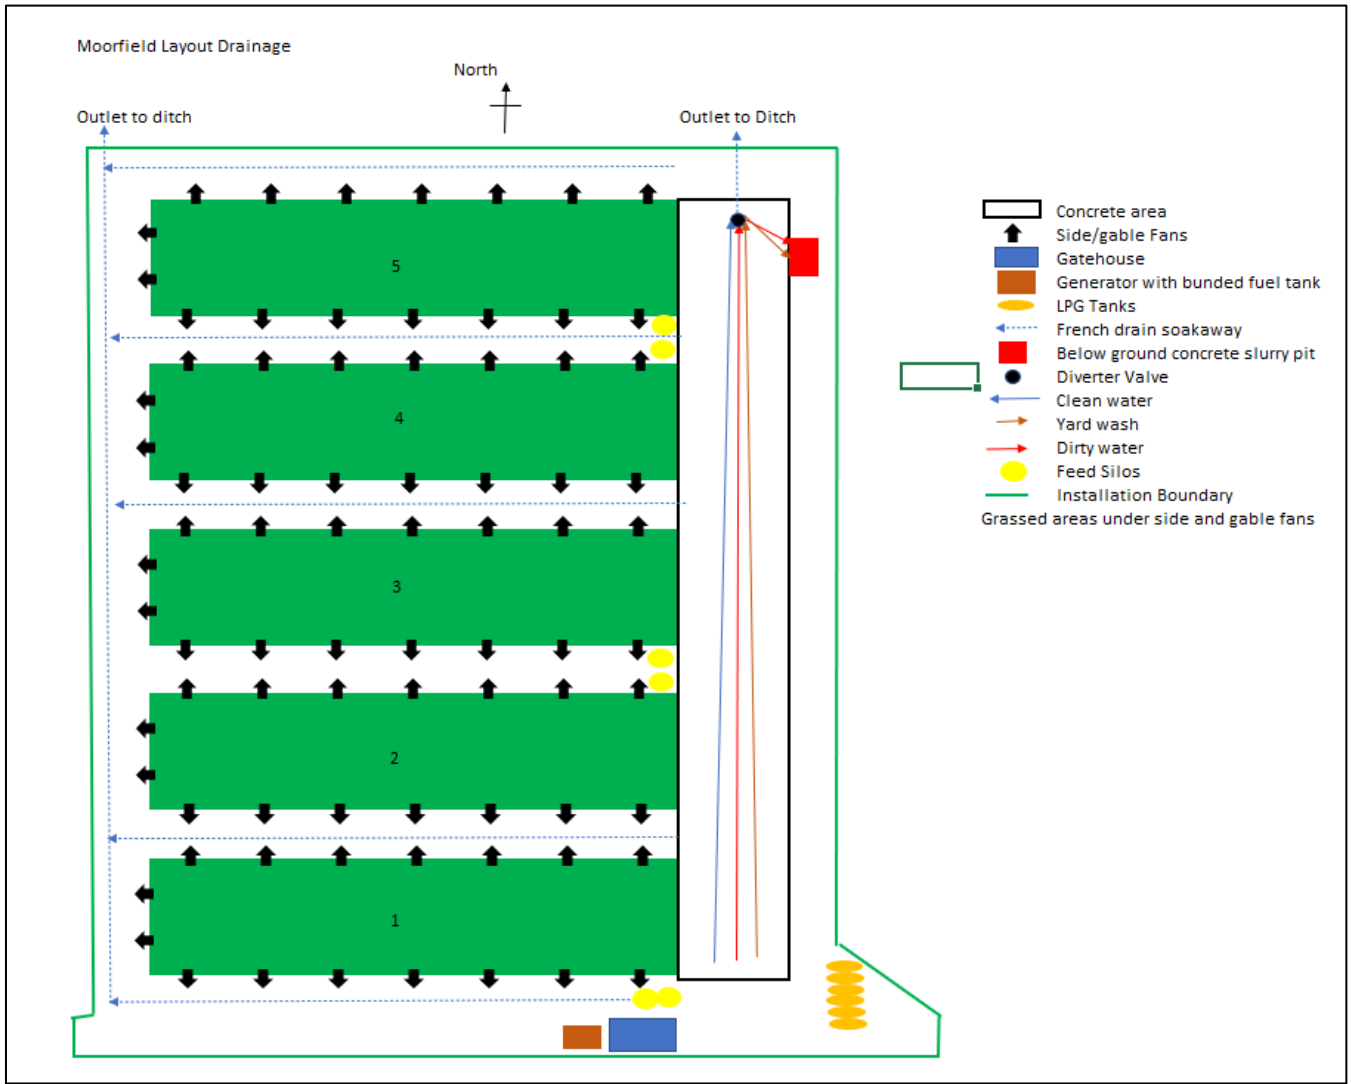 Moorfield Layout Drainage
North
Outlet to ditch
Outlet to Ditch
5
4
3
2
1
Concrete area
Side/gable Fans
Gatehouse
Generator with bunded fuel tank
LPG Tanks
French drain soakaway
Below ground concrete slurry pit
Diverter Valve
Clean water
Yard wash
Dirty water
Feed Silos
Installation Boundary
Grassed areas under side and gable fans